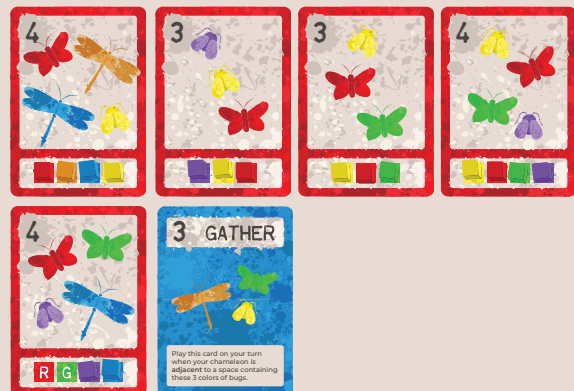 4
3
3
4
4
R G
3 GATHER
Play this card on your turn
when your chameleon is
adjacent to a space containing
these 3 colors of bugs.